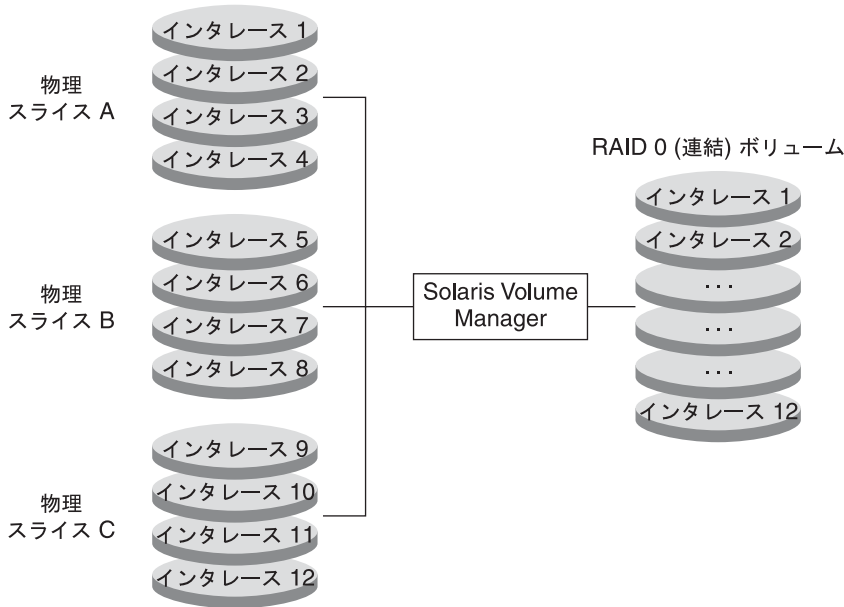 インタレース 1
インタレース 2
インタレース 3
インタレース 4
物理
スライス A
インタレース 5
インタレース 6
インタレース 7
インタレース 8
物理
スライス B
インタレース 9
インタレース 10
インタレース 11
インタレース 12
物理
スライス C
Solaris Volume
Manager
RAID 0 (連結) ボリューム
インタレース 1
インタレース 2
...
...
...
インタレース 12